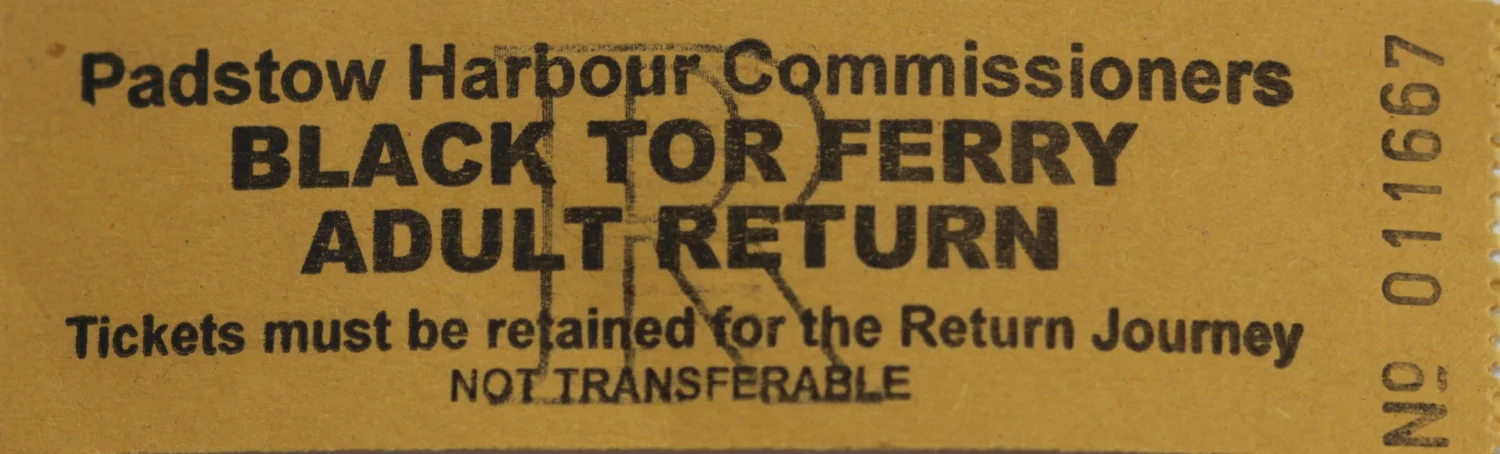 Padstow Harbour Commissioners
BLACK TOR FERRY
ADULT RETURN
Tickets must be retained for the Return Journey
NOT TRANSFERABLE
R
Nº 011667